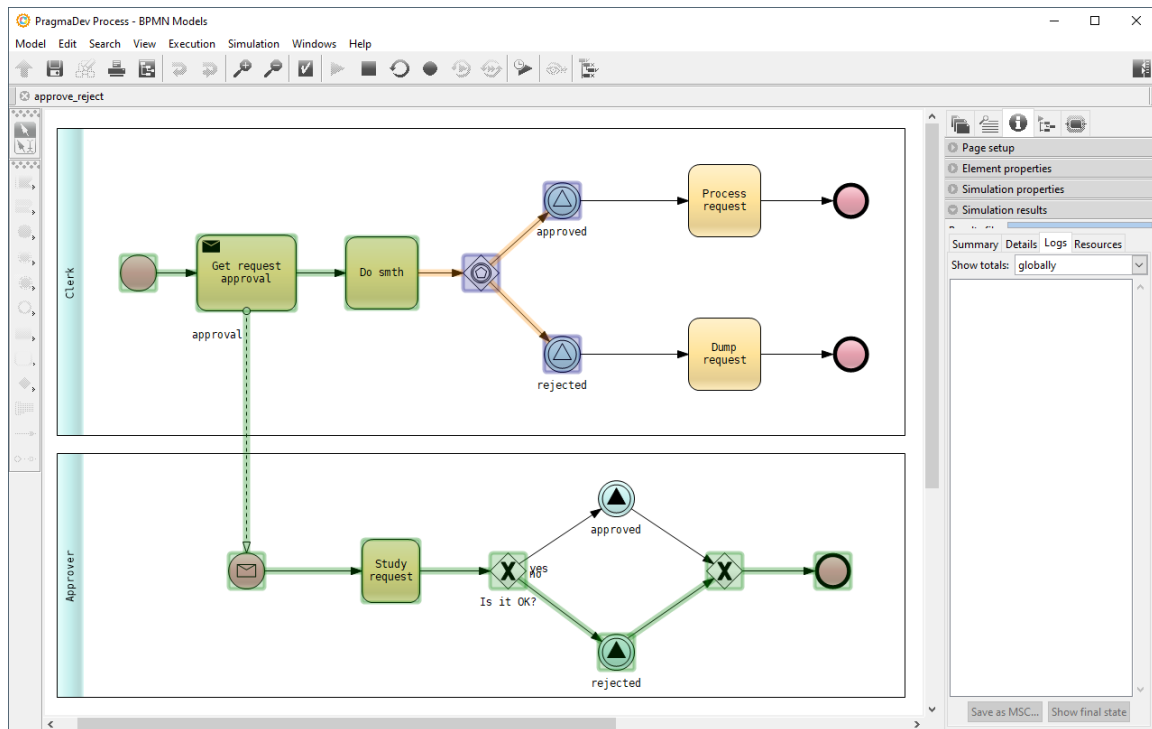 PragmaDev Process - BPMN Models
Model Edit Search View Execution Simulation Windows Help
approve_reject
Clerk
Get request
approval
Do smth
approved
Process
request
approval
rejected
Dump
request
Approver
Study
request
yes
no
Is it OK?
approved
rejected
Page setup
Element properties
Simulation properties
Simulation results
Summary Details Logs Resources
Show totals: globally
Save as MSC... Show final state